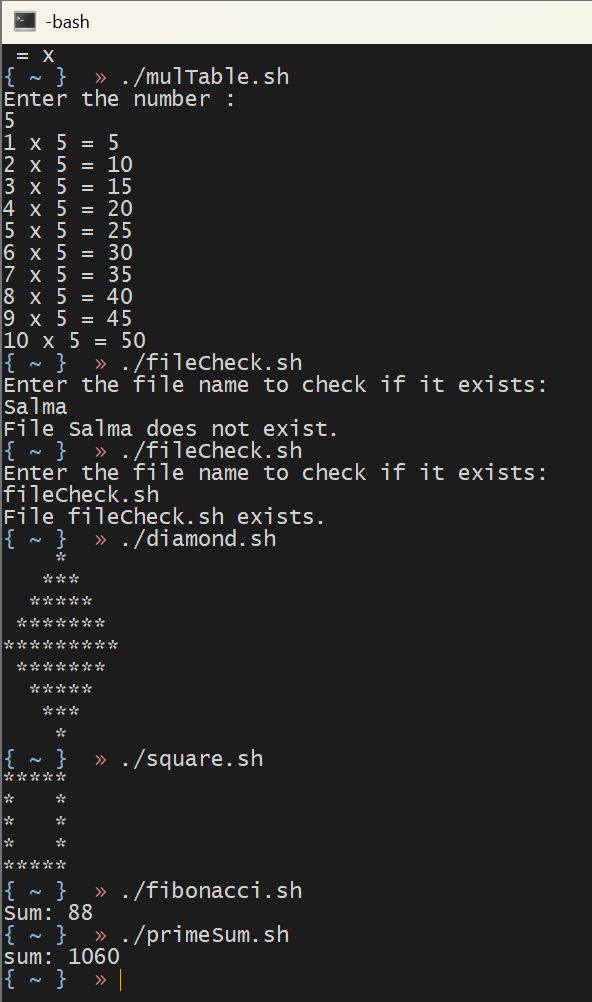 -bash
 = x
{ ~ }  » ./mulTable.sh
Enter the number :
5
1 x 5 = 5
2 x 5 = 10
3 x 5 = 15
4 x 5 = 20
5 x 5 = 25
6 x 5 = 30
7 x 5 = 35
8 x 5 = 40
9 x 5 = 45
10 x 5 = 50
{ ~ }  » ./fileCheck.sh
Enter the file name to check if it exists:
Salma
File Salma does not exist.
{ ~ }  » ./fileCheck.sh
Enter the file name to check if it exists:
fileCheck.sh
File fileCheck.sh exists.
{ ~ }  » ./diamond.sh
    *
   ***
  *****
 *******
*********
 *******
  *****
   ***
    *
{ ~ }  » ./square.sh
*****
*   *
*   *
*   *
*****
{ ~ }  » ./fibonacci.sh
Sum: 88
{ ~ }  » ./primeSum.sh
sum: 1060
{ ~ }  »